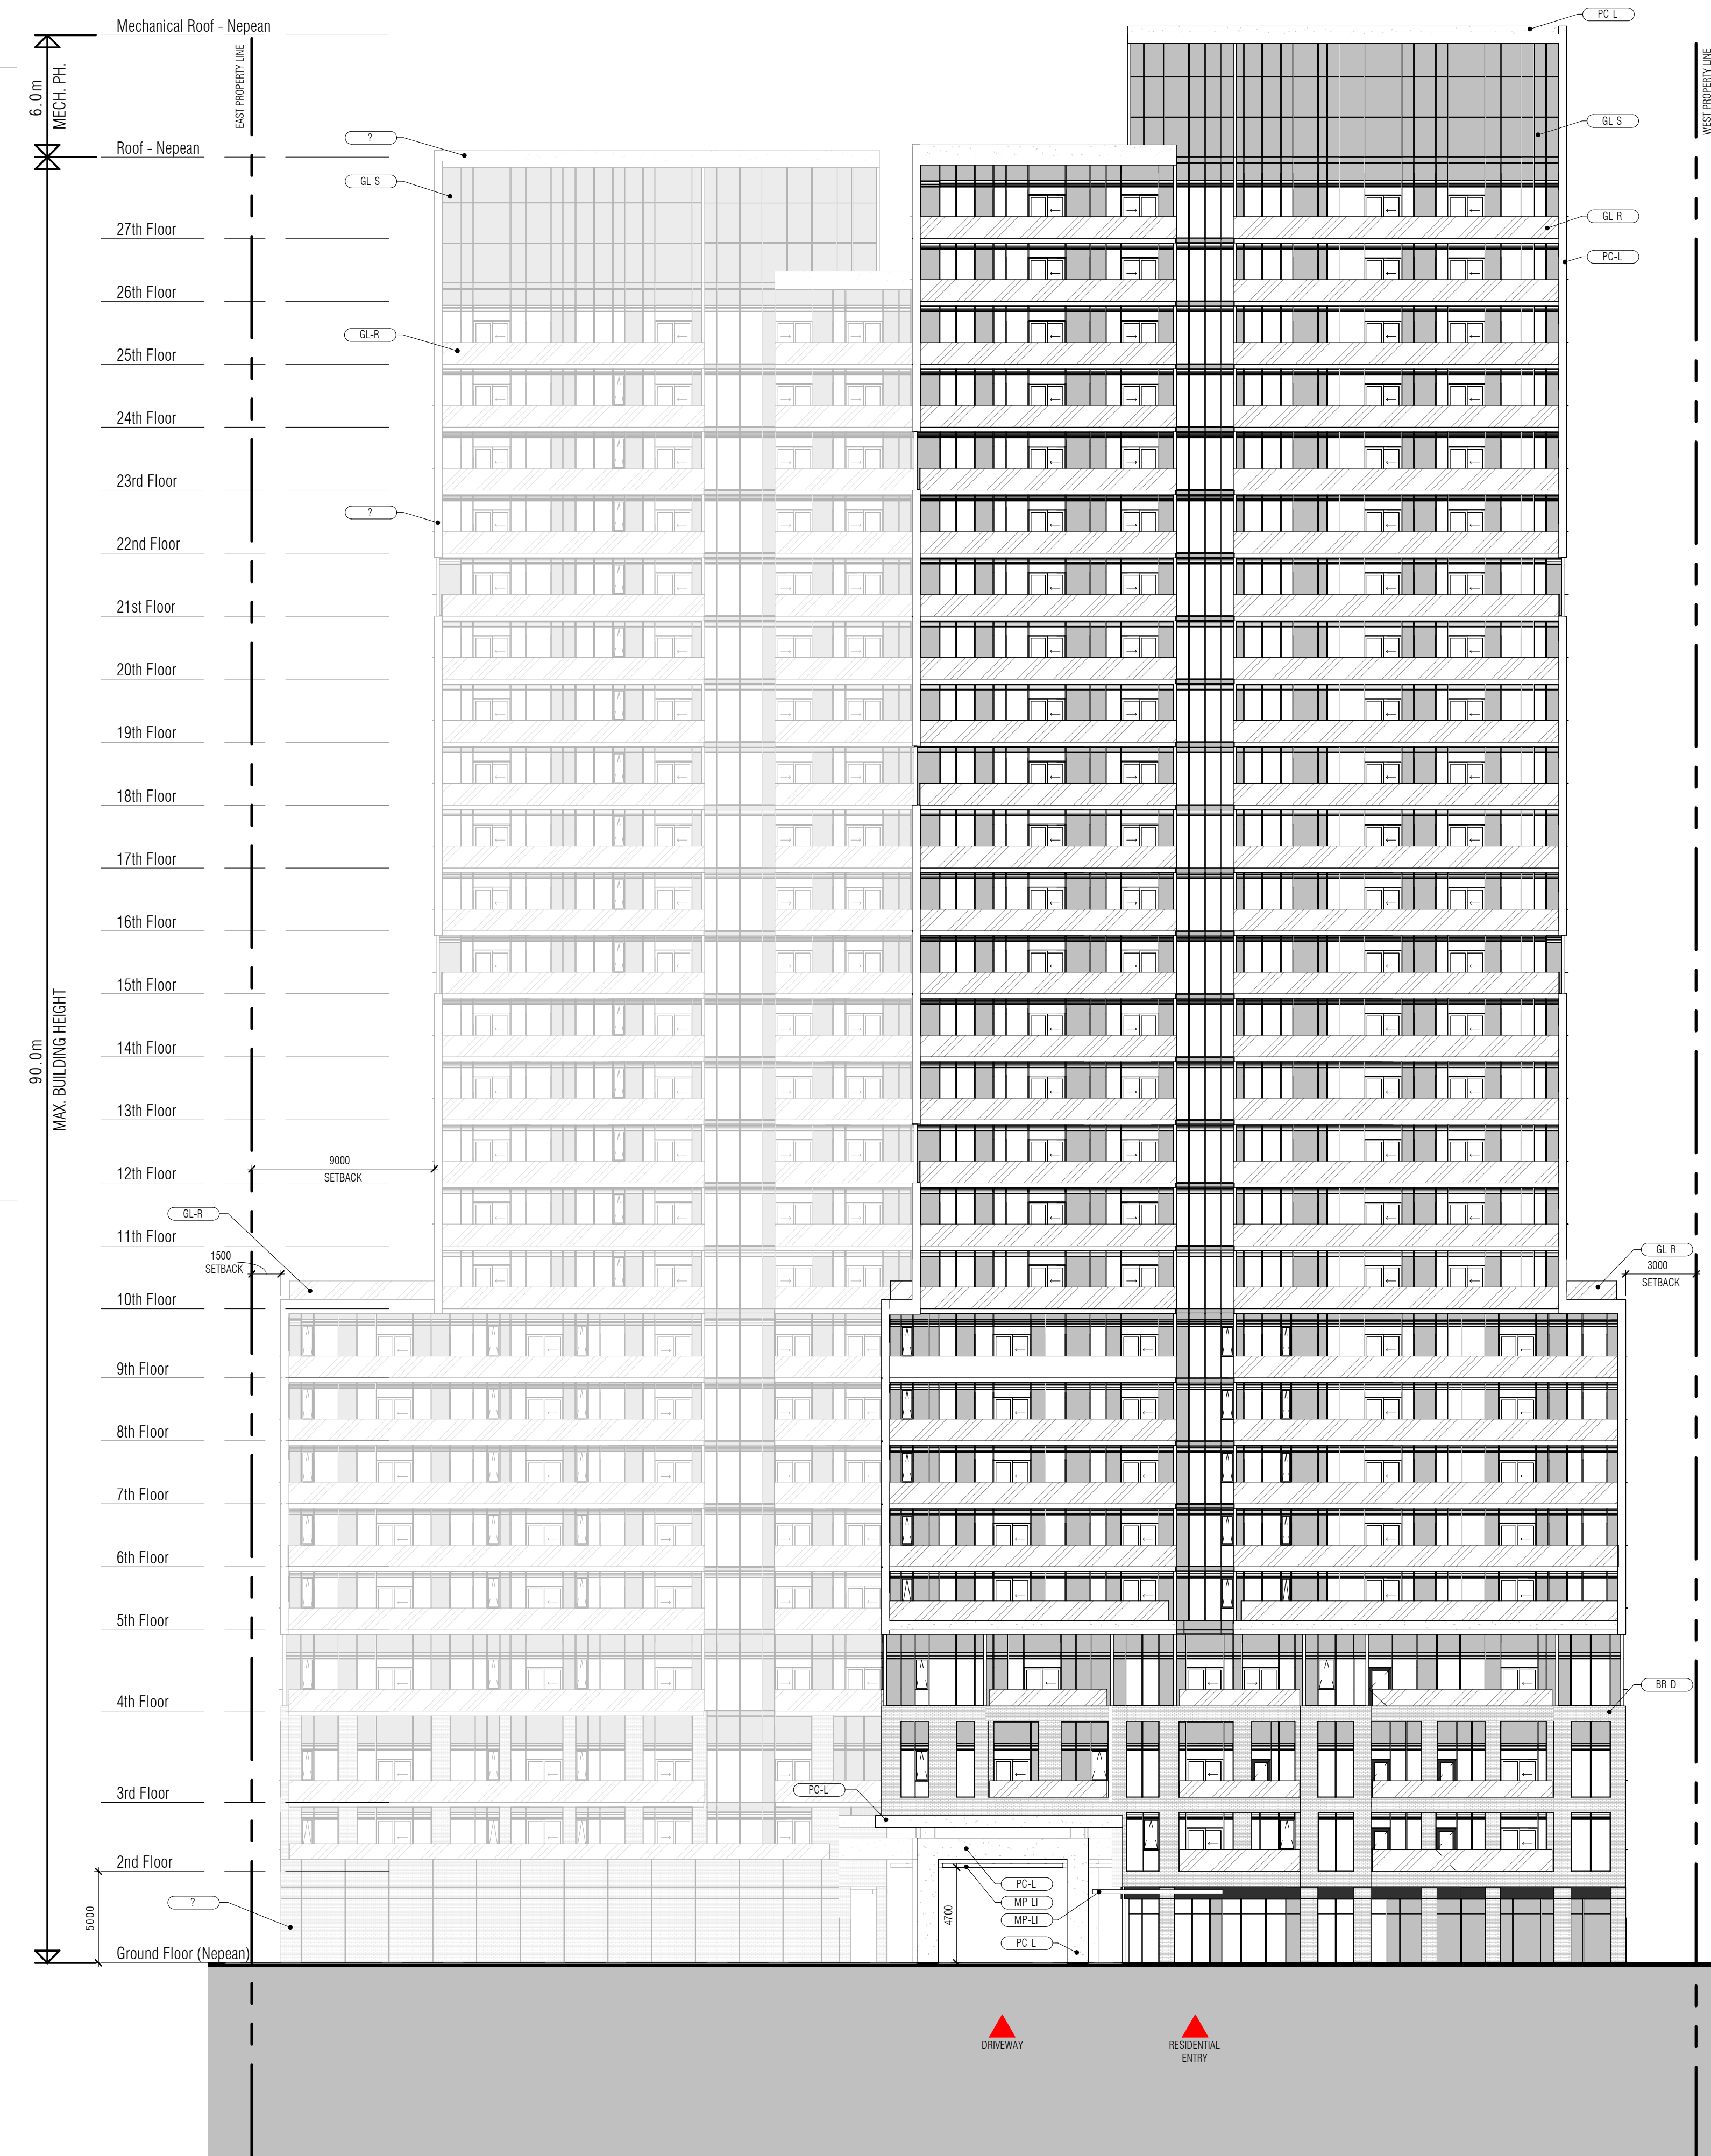 Mechanical Roof - Nepean
PC-L
EAST PROPERTY LINE
WEST PROPERTY LINE
6.0m
MECH. PH.
GL-S
?
Roof - Nepean
GL-S
GL-R
27th Floor
PC-L
26th Floor
GL-R
25th Floor
24th Floor
23rd Floor
?
22nd Floor
21st Floor
20th Floor
19th Floor
18th Floor
17th Floor
16th Floor
15th Floor
90.0m
MAX. BUILDING HEIGHT
14th Floor
13th Floor
9000
SETBACK
12th Floor
GL-R
11th Floor
1500
SETBACK
GL-R
3000
SETBACK
10th Floor
9th Floor
8th Floor
7th Floor
6th Floor
5th Floor
BR-D
4th Floor
3rd Floor
PC-L
2nd Floor
PC-L
?
MP-LI
5000
4700
MP-LI
PC-L
Ground Floor (Nepean)
DRIVEWAY
RESIDENTIAL
ENTRY